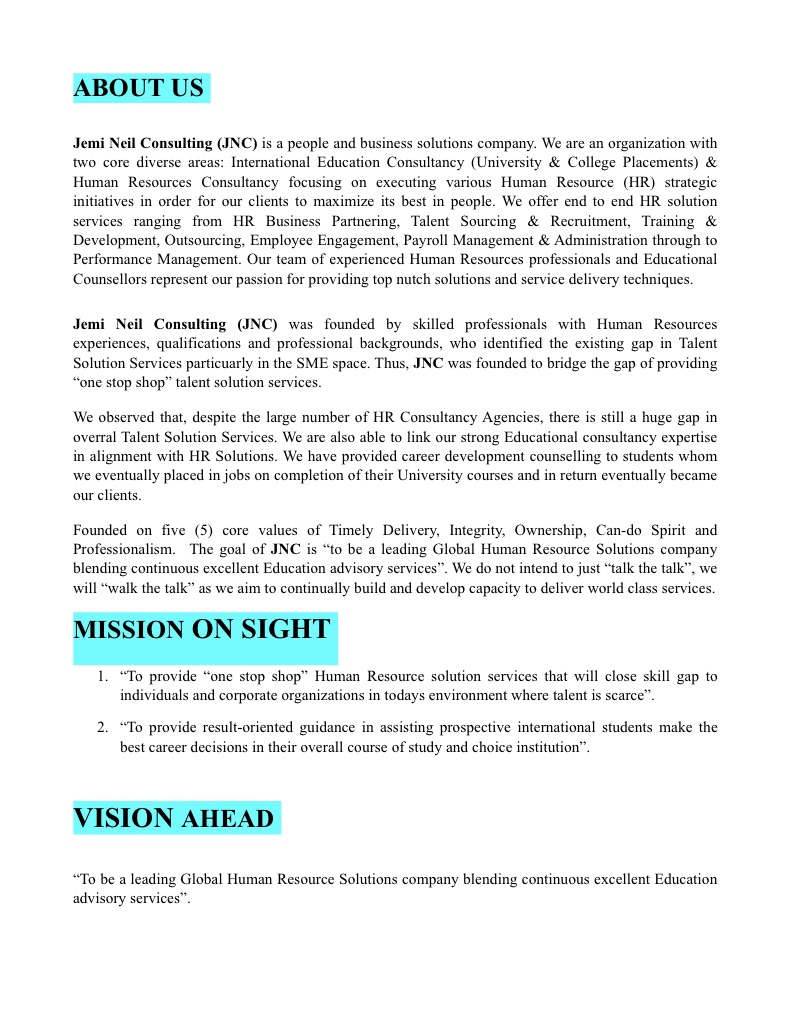 ABOUT US
Jemi Neil Consulting (JNC) is a people and business solutions company. We are an organization with
two core diverse areas: International Education Consultancy (University & College Placements) &
Human Resources Consultancy focusing on executing various Human Resource (HR) strategic
initiatives in order for our clients to maximize its best in people. We offer end to end HR solution
services ranging from HR Business Partnering, Talent Sourcing & Recruitment, Training &
Development, Outsourcing, Employee Engagement, Payroll Management & Administration through to
Performance Management. Our team of experienced Human Resources professionals and Educational
Counsellors represent our passion for providing top nutch solutions and service delivery techniques.
Jemi Neil Consulting (JNC) was founded by skilled professionals with Human Resources
experiences, qualifications and professional backgrounds, who identified the existing gap in Talent
Solution Services particuarly in the SME space. Thus, JNC was founded to bridge the gap of providing
“one stop shop” talent solution services.
We observed that, despite the large number of HR Consultancy Agencies, there is still a huge gap in
overral Talent Solution Services. We are also able to link our strong Educational consultancy expertise
in alignment with HR Solutions. We have provided career development counselling to students whom
we eventually placed in jobs on completion of their University courses and in return eventually became
our clients.
Founded on five (5) core values of Timely Delivery, Integrity, Ownership, Can-do Spirit and
Professionalism. The goal of JNC is “to be a leading Global Human Resource Solutions company
blending continuous excellent Education advisory services”. We do not intend to just “talk the talk”, we
will “walk the talk” as we aim to continually build and develop capacity to deliver world class services.
MISSION ON SIGHT
1. “To provide “one stop shop” Human Resource solution services that will close skill gap to
individuals and corporate organizations in todays environment where talent is scarce”.
2. “To provide result-oriented guidance in assisting prospective international students make the
best career decisions in their overall course of study and choice institution”.
VISION AHEAD
“To be a leading Global Human Resource Solutions company blending continuous excellent Education
advisory services”.